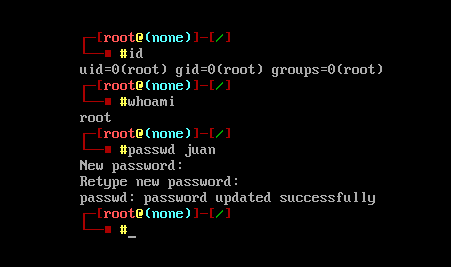 ┌─[root@(none)]─[/]
└──■ #id
uid=0(root) gid=0(root) groups=0(root)
┌─[root@(none)]─[/]
└──■ #whoami
root
┌─[root@(none)]─[/]
└──■ #passwd juan
New password:
Retype new password:
passwd: password updated successfully
┌─[root@(none)]─[/]
└──■ #_